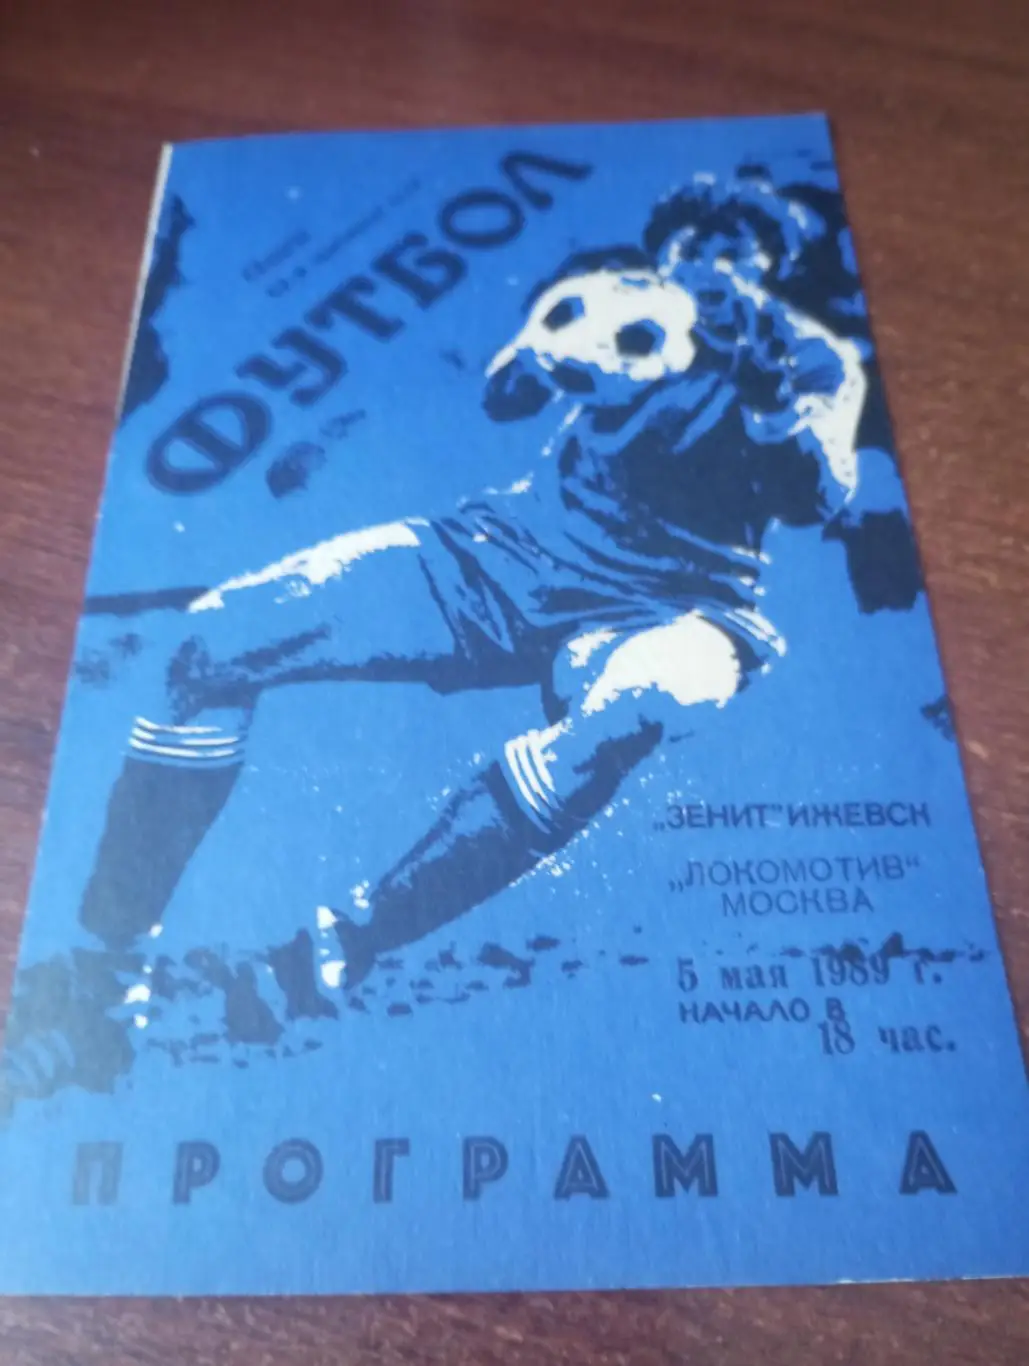 ФУТБОЛ
„ЗЕНИТ" ИЖЕВСК
„ЛОКОМОТИВ"
МОСКВА
5 мая 1989 г.
НАЧАЛО В
18 час.
ПРОГРАММА